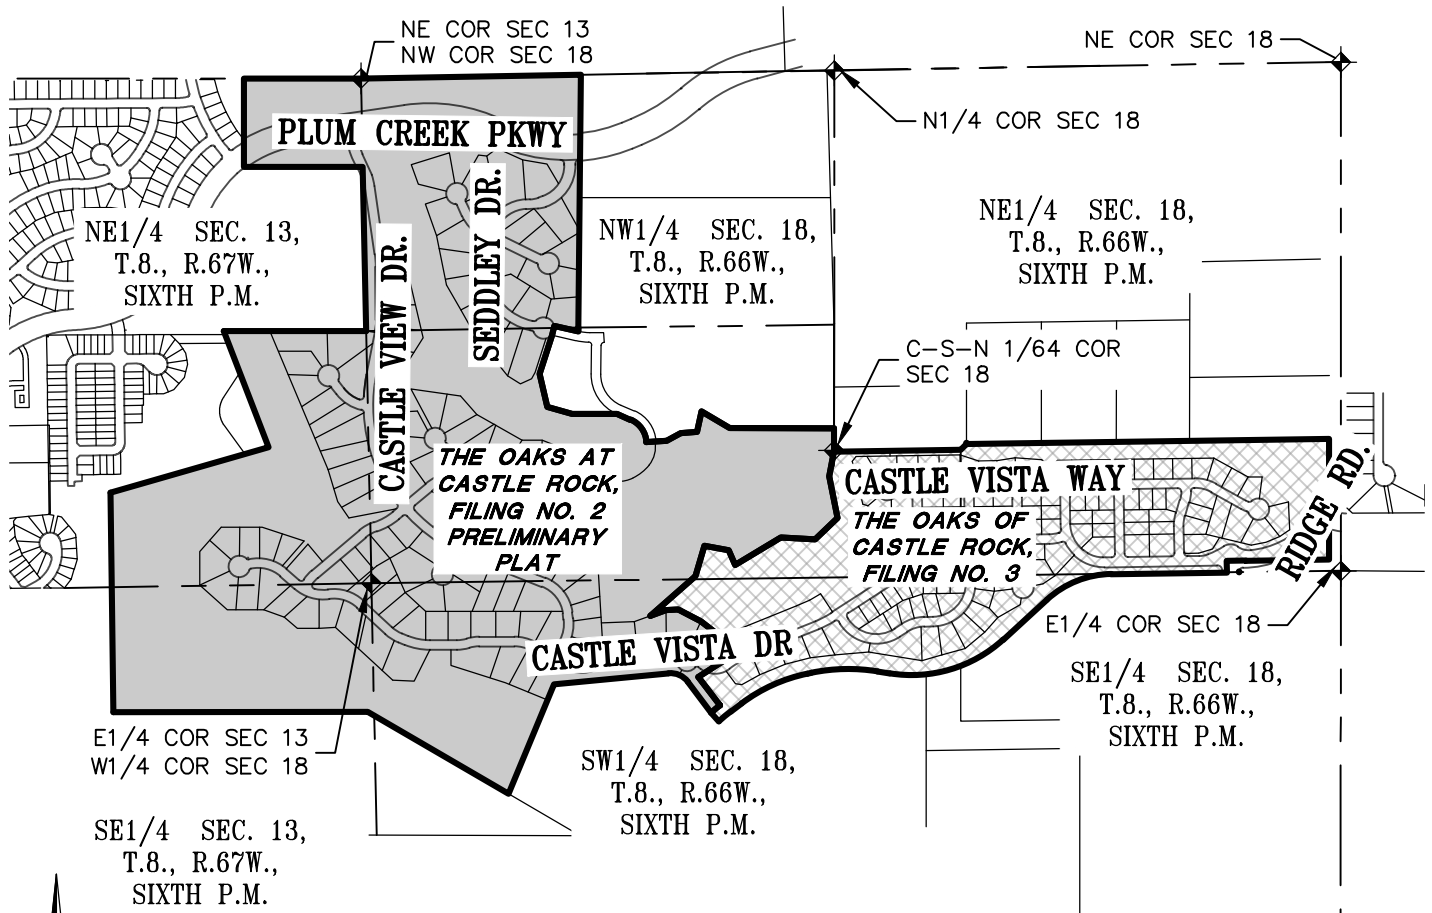 NE COR SEC 13
NW COR SEC 18
NE COR SEC 18
N1/4 COR SEC 18
PLUM CREEK PKWY
SEDDLEY DR.
CASTLE VIEW DR.
NE1/4 SEC. 13,
T.8., R.67W.,
SIXTH P.M.
NW1/4 SEC. 18,
T.8., R.66W.,
SIXTH P.M.
NE1/4 SEC. 18,
T.8., R.66W.,
SIXTH P.M.
C-S-N 1/64 COR
SEC 18
THE OAKS AT
CASTLE ROCK,
FILING NO. 2
PRELIMINARY
PLAT
CASTLE VISTA WAY
THE OAKS OF
CASTLE ROCK,
FILING NO. 3
RIDGE RD.
CASTLE VISTA DR
E1/4 COR SEC 18
SE1/4 SEC. 18,
T.8., R.66W.,
SIXTH P.M.
E1/4 COR SEC 13
W1/4 COR SEC 18
SW1/4 SEC. 18,
T.8., R.66W.,
SIXTH P.M.
SE1/4 SEC. 13,
T.8., R.67W.,
SIXTH P.M.